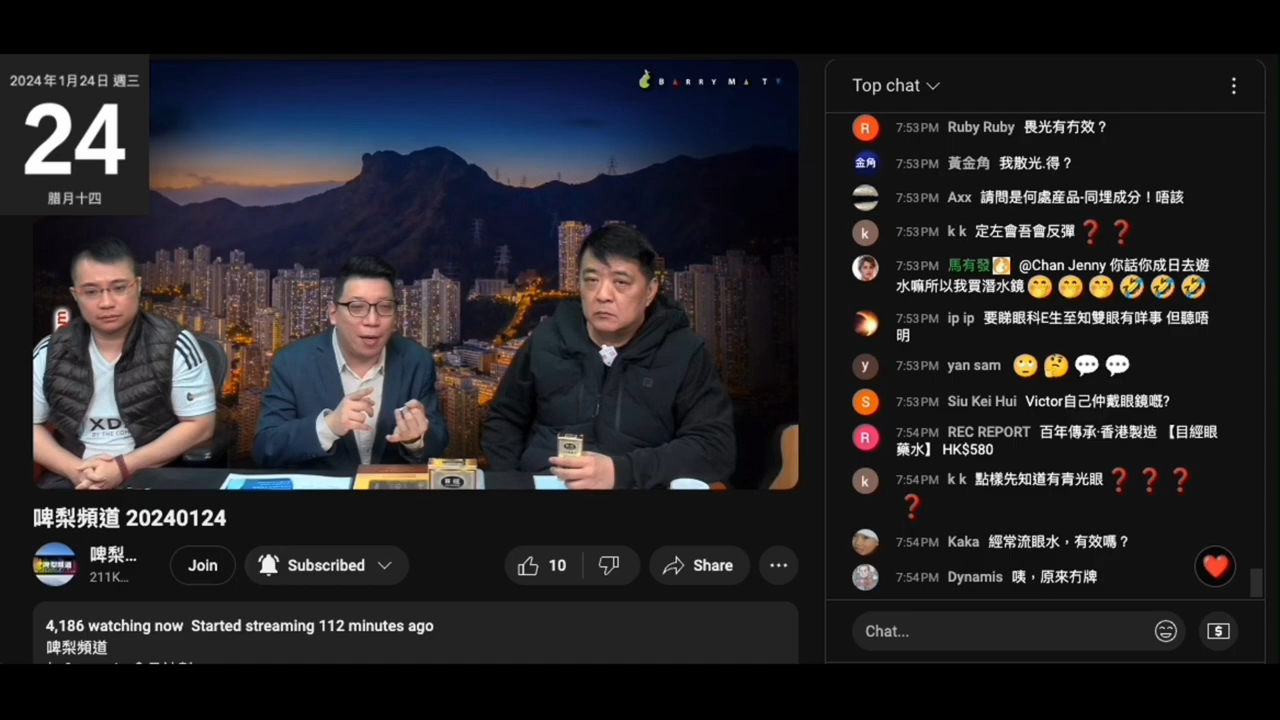 2024年1月24日 週三
24
腊月十四
BARRYMATV
XD
BY THE
啤梨頻道 20240124
啤梨...
211K...
Join
Subscribed
10
Share
4,186 watching now Started streaming 112 minutes ago
啤梨頻道
Top chat
R 7:53 PM Ruby Ruby 畏光有冇效？
金角 7:53 PM 黃金角 我散光.得？
7:53 PM Axx 請問是何處産品-同埋成分！唔該
k 7:53 PM k k 定左會吾會反彈❓❓
7:53 PM 馬有發 @Chan Jenny 你話你成日去遊
水嘛所以我買潛水鏡🤭🤭🤭🤣🤣🤣
7:53 PM ip ip 要睇眼科E生至知雙眼有咩事 但聽唔
明
y 7:53 PM yan sam 🙄🤔💬💬
S 7:53 PM Siu Kei Hui Victor自己仲戴眼鏡嘅?
R 7:54 PM REC REPORT 百年傳承·香港製造 【目經眼
藥水】 HK$580
k 7:54 PM k k 點樣先知道有青光眼❓❓❓
❓
7:54 PM Kaka 經常流眼水，有效嗎？
7:54 PM Dynamis 咦，原來冇牌
Chat...
$